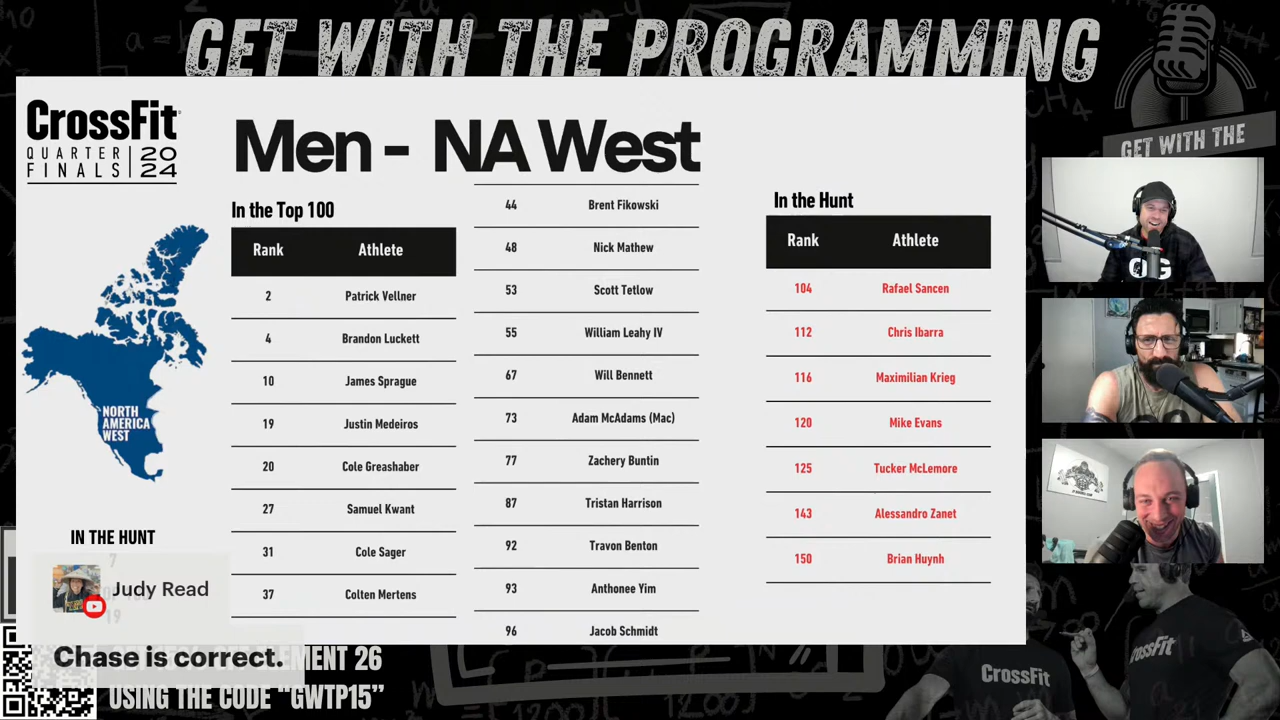 GET WITH THE PROGRAMMING
CrossFit
QUARTER FINALS 20 24
Men - NA West
In the Top 100
Rank Athlete
2 Patrick Vellner
4 Brandon Luckett
10 James Sprague
19 Justin Medeiros
20 Cole Greashaber
27 Samuel Kwant
31 Cole Sager
37 Colten Mertens
44 Brent Fikowski
48 Nick Mathew
53 Scott Tetlow
55 William Leahy IV
67 Will Bennett
73 Adam McAdams (Mac)
77 Zachery Buntin
87 Tristan Harrison
92 Travon Benton
93 Anthonee Yim
96 Jacob Schmidt
In the Hunt
Rank Athlete
104 Rafael Sancen
112 Chris Ibarra
116 Maximilian Krieg
120 Mike Evans
125 Tucker McLemore
143 Alessandro Zanet
150 Brian Huynh
NORTH
AMERICA
WEST
IN THE HUNT
7
19
Judy Read
Chase is correct.
EMENT 26
USING THE CODE "GWTP15"
GET WITH THE
OG
CrossFit
CrossFit